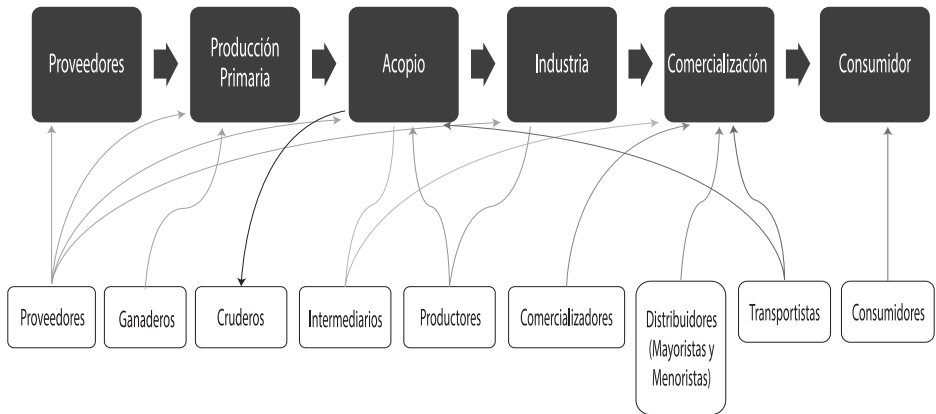 Proveedores
Producción
Primaria
Acopio
Industria
Comercialización
Consumidor
Proveedores
Ganaderos
Cruderos
Intermediarios
Productores
Comercializadores
Distribuidores
(Mayoristas y
Menoristas)
Transportistas
Consumidores